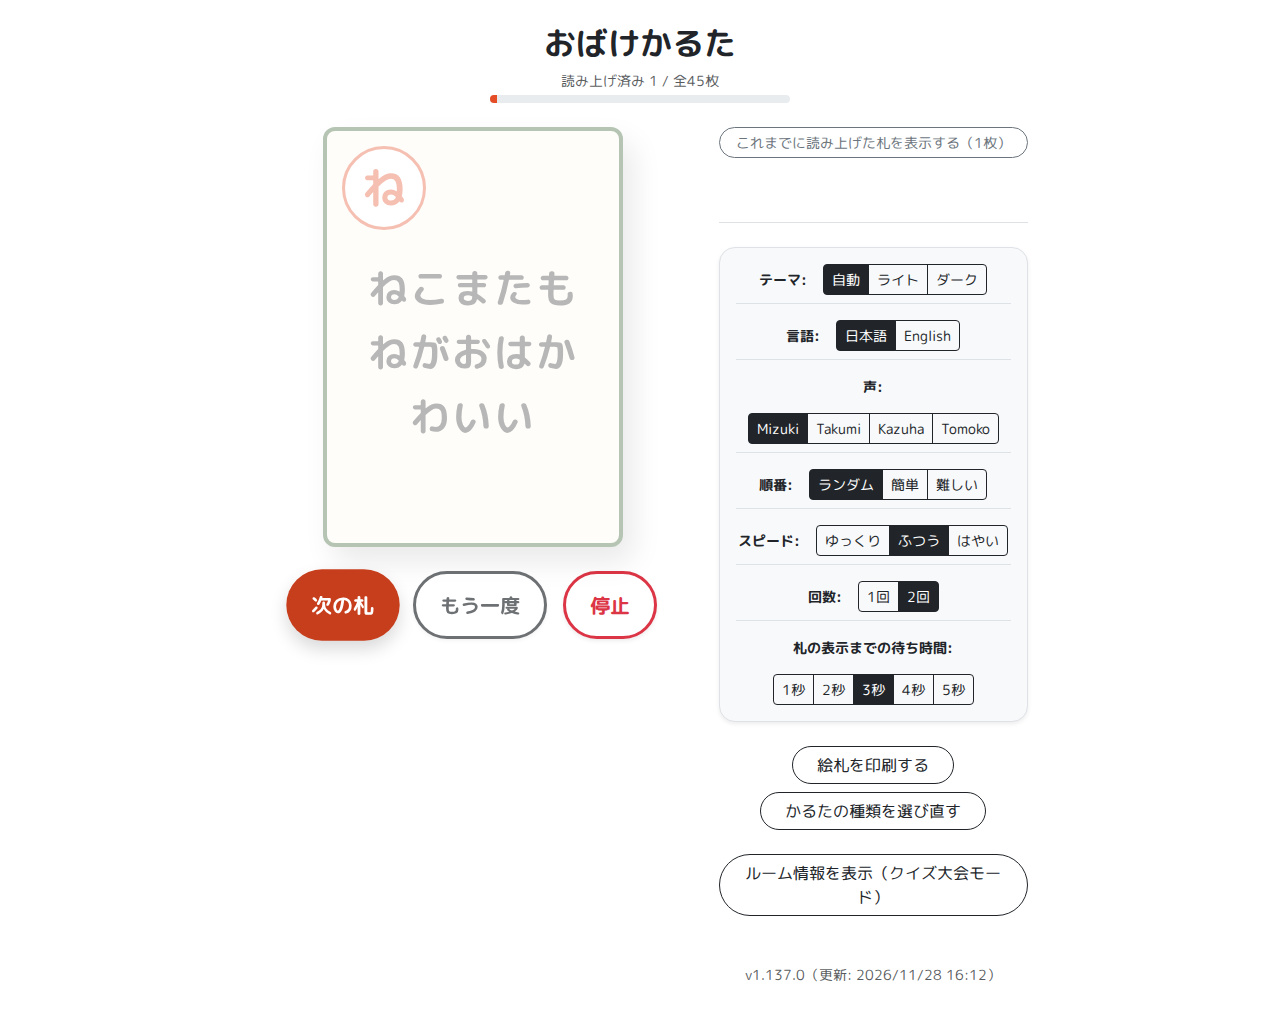 おばけかるた
読み上げ済み 1 / 全45枚
ね
ねこまたも
ねがおはか
わいい
次の札 もう一度 停止
これまでに読み上げた札を表示する（1枚）
テーマ: 自動 ライト ダーク
言語: 日本語 English
声:
Mizuki Takumi Kazuha Tomoko
順番: ランダム 簡単 難しい
スピード: ゆっくり ふつう はやい
回数: 1回 2回
札の表示までの待ち時間:
1秒 2秒 3秒 4秒 5秒
絵札を印刷する
かるたの種類を選び直す
ルーム情報を表示（クイズ大会モー
ド）
v1.137.0（更新: 2026/11/28 16:12）